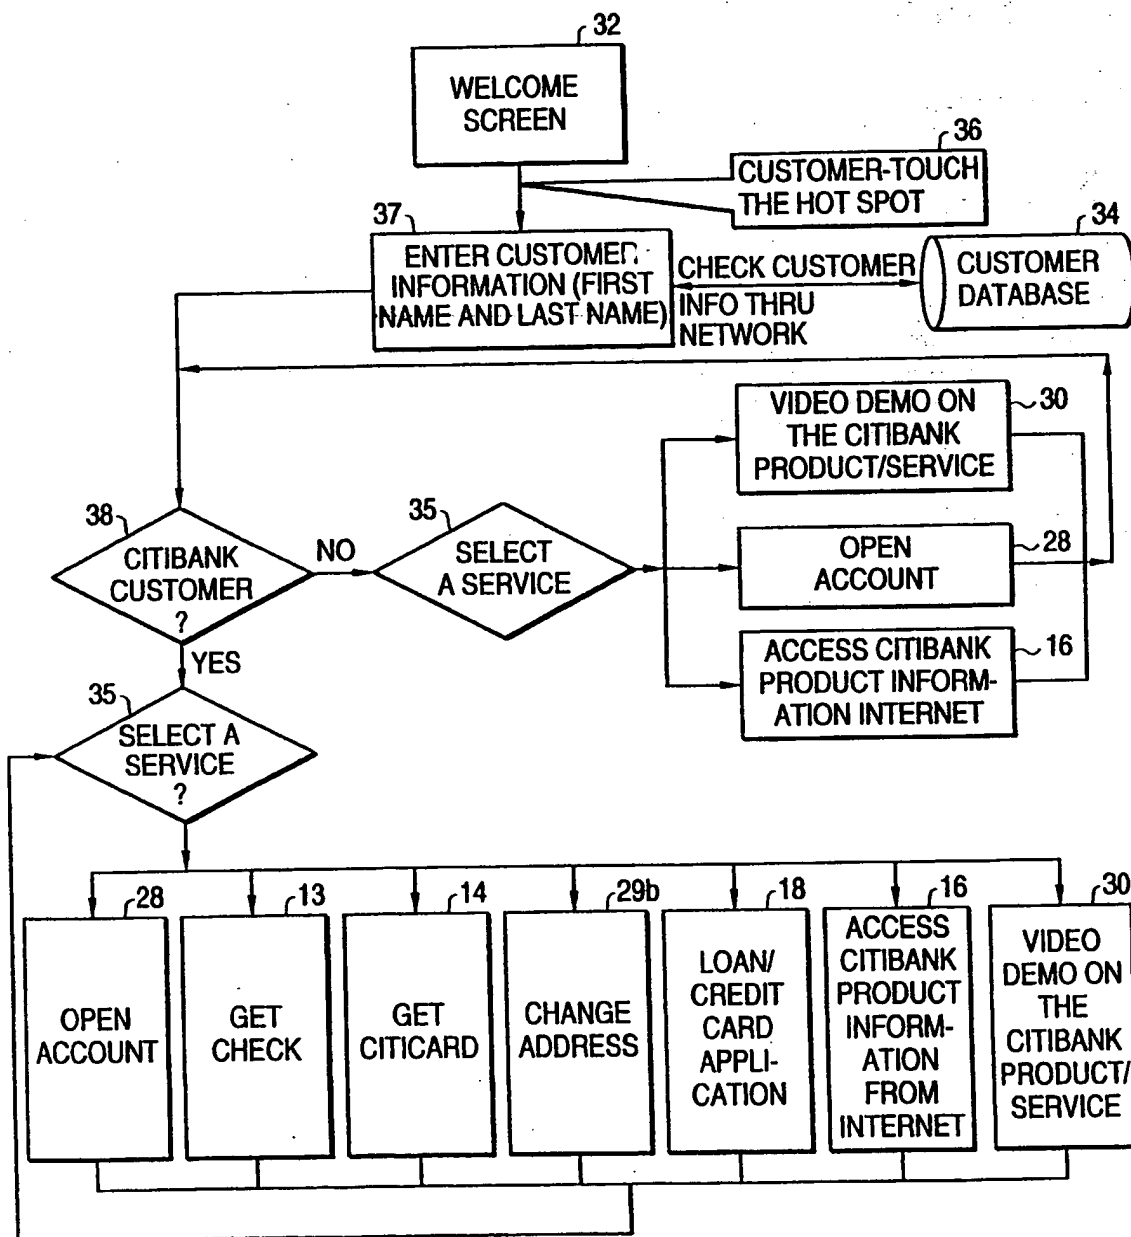 32
WELCOME
SCREEN
36
CUSTOMER-TOUCH
THE HOT SPOT
37
ENTER CUSTOMER
INFORMATION (FIRST
NAME AND LAST NAME)
CHECK CUSTOMER
INFO THRU
NETWORK
34
CUSTOMER
DATABASE
38
CITIBANK
CUSTOMER
?
NO
YES
35
SELECT
A SERVICE
VIDEO DEMO ON
THE CITIBANK
PRODUCT/SERVICE
30
OPEN
ACCOUNT
28
ACCESS CITIBANK
PRODUCT INFORM-
ATION INTERNET
16
35
SELECT A
SERVICE
?
28
OPEN
ACCOUNT
13
GET
CHECK
14
GET
CITICARD
29b
CHANGE
ADDRESS
18
LOAN/
CREDIT
CARD
APPLI-
CATION
16
ACCESS
CITIBANK
PRODUCT
INFORM-
ATION
FROM
INTERNET
30
VIDEO
DEMO ON
THE
CITIBANK
PRODUCT/
SERVICE